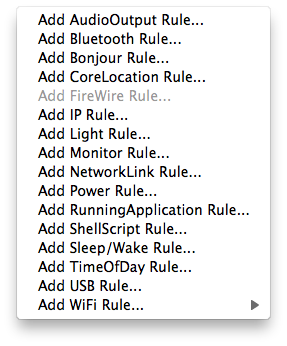 Add AudioOutput Rule...
Add Bluetooth Rule...
Add Bonjour Rule...
Add CoreLocation Rule...
Add FireWire Rule...
Add IP Rule...
Add Light Rule...
Add Monitor Rule...
Add NetworkLink Rule...
Add Power Rule...
Add RunningApplication Rule...
Add ShellScript Rule...
Add Sleep/Wake Rule...
Add TimeOfDay Rule...
Add USB Rule...
Add WiFi Rule...